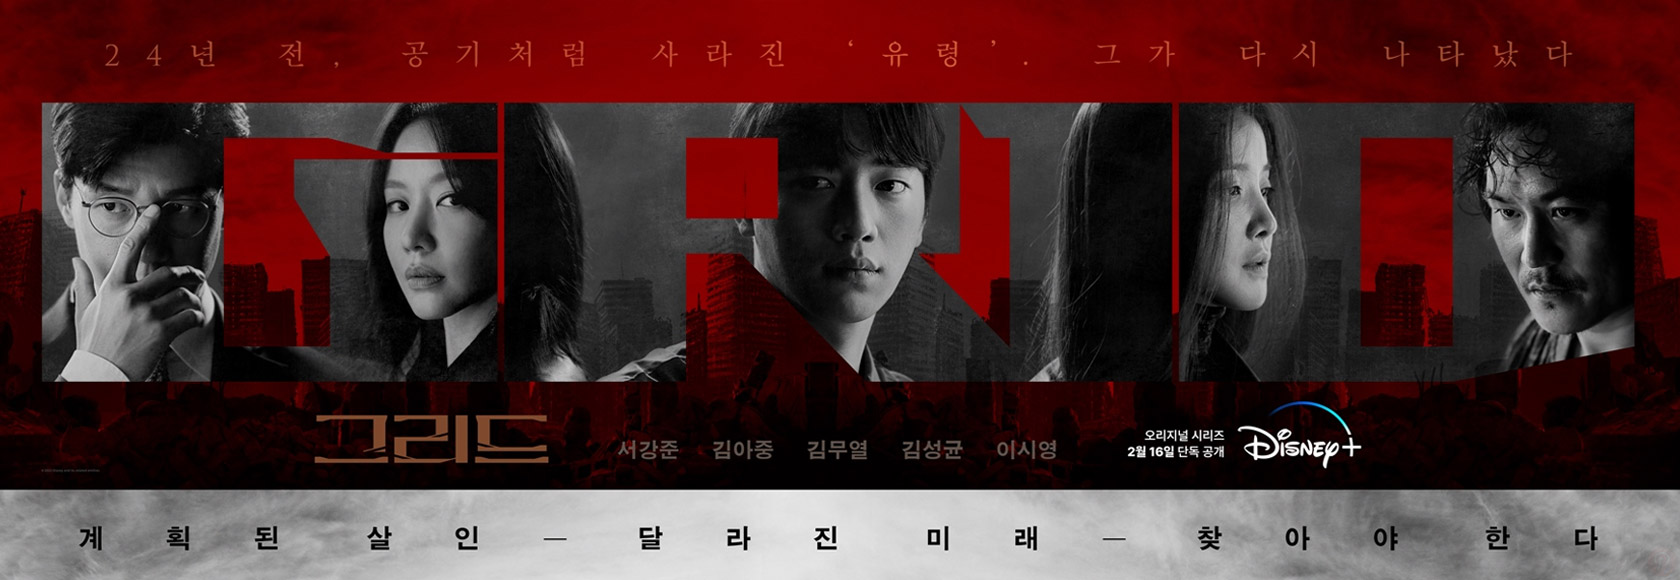 24년 전, 공기처럼 사라진 ‘유령’. 그가 다시 나타났다
GRID
그리드
서강준 김아중 김무열 김성균 이시영
오리지널 시리즈
2월 16일 단독 공개
Disney+
계획된 살인 — 달라진 미래 — 찾아야 한다